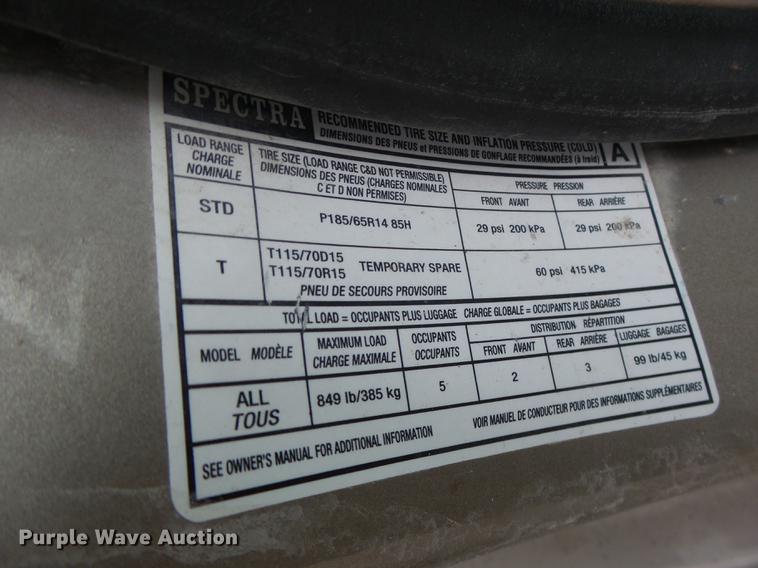 SPECTRA
RECOMMENDED TIRE SIZE AND INFLATION PRESSURE (COLD)
DIMENSIONS DES PNEUS et PRESSIONS DE GONFLAGE RECOMMANDÉES (à froid)
A
LOAD RANGE
CHARGE
NOMINALE
TIRE SIZE (LOAD RANGE C&D NOT PERMISSIBLE)
DIMENSIONS DES PNEUS (CHARGES NOMINALES
C ET D NON PERMISES)
PRESSURE PRESSION
FRONT AVANT
REAR ARRIÈRE
STD
P185/65R14 85H
29 psi 200 kPa
29 psi 200 kPa
T
T115/70D15
T115/70R15
TEMPORARY SPARE
PNEU DE SECOURS PROVISOIRE
60 psi 415 kPa
LOAD = OCCUPANTS PLUS LUGGAGE CHARGE GLOBALE = OCCUPANTS PLUS BAGAGES
MODEL MODÈLE
MAXIMUM LOAD
CHARGE MAXIMALE
OCCUPANTS
OCCUPANTS
DISTRIBUTION RÉPARTITION
FRONT AVANT
REAR ARRIÈRE
LUGGAGE BAGAGES
ALL
TOUS
849 lb/385 kg
5
2
3
99 lb/45 kg
SEE OWNER'S MANUAL FOR ADDITIONAL INFORMATION
VOIR MANUEL DE CONDUCTEUR POUR DES INFORMATIONS SUPPLÉMENTAIRES
Purple Wave Auction